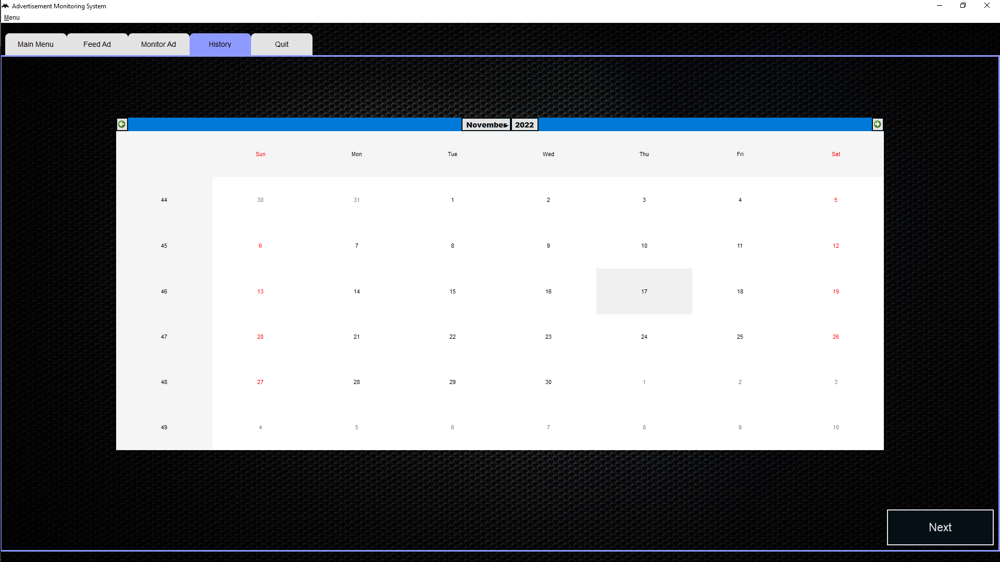 Advertisement Monitoring System
Menu
Main Menu Feed Ad Monitor Ad History Quit
November 2022
Sun Mon Tue Wed Thu Fri Sat
44 30 31 1 2 3 4 5
45 6 7 8 9 10 11 12
46 13 14 15 16 17 18 19
47 20 21 22 23 24 25 26
48 27 28 29 30 1 2 3
49 4 5 6 7 8 9 10
Next